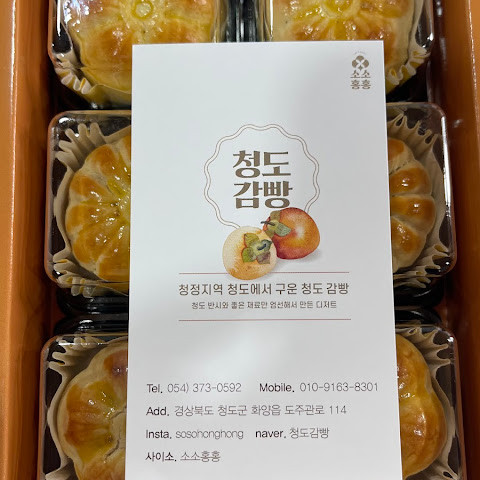 소소
홍홍
청도
감빵
청정지역 청도에서 구운 청도 감빵
청도 반시와 좋은 재료만 엄선해서 만든 디저트
Tel. 054) 373-0592 Mobile. 010-9163-8301
Add. 경상북도 청도군 화양읍 도주관로 114
Insta. sosohonghong naver. 청도감빵
사이소. 소소홍홍